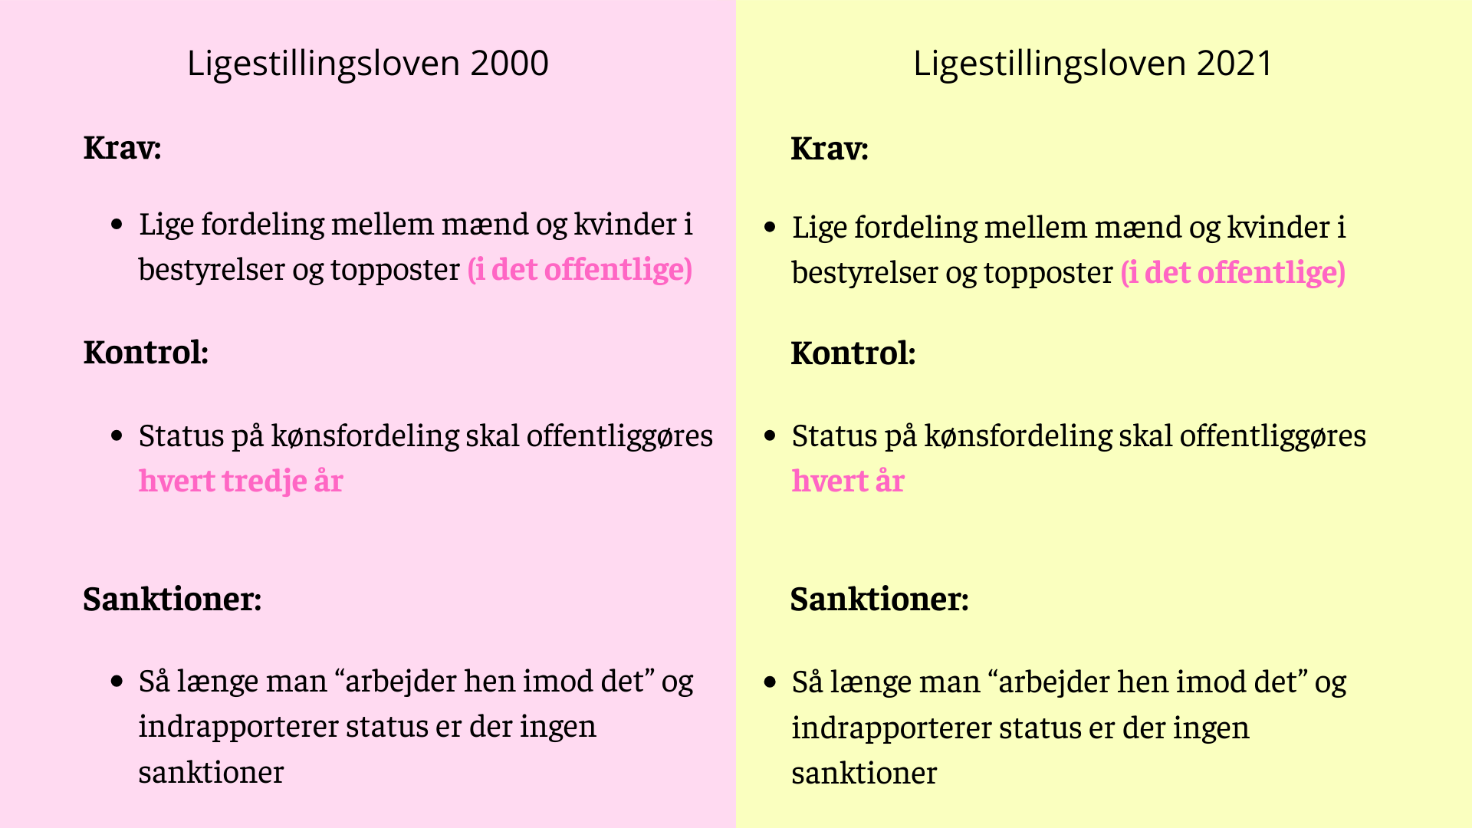 Ligestillingsloven 2000
Krav:
• Lige fordeling mellem mænd og kvinder i
bestyrelser og topposter (i det offentlige)
Kontrol:
• Status på kønsfordeling skal offentliggøres
hvert tredje år
Sanktioner:
• Så længe man “arbejder hen imod det” og
indrapporterer status er der ingen
sanktioner
Ligestillingsloven 2021
Krav:
• Lige fordeling mellem mænd og kvinder i
bestyrelser og topposter (i det offentlige)
Kontrol:
• Status på kønsfordeling skal offentliggøres
hvert år
Sanktioner:
• Så længe man “arbejder hen imod det” og
indrapporterer status er der ingen
sanktioner